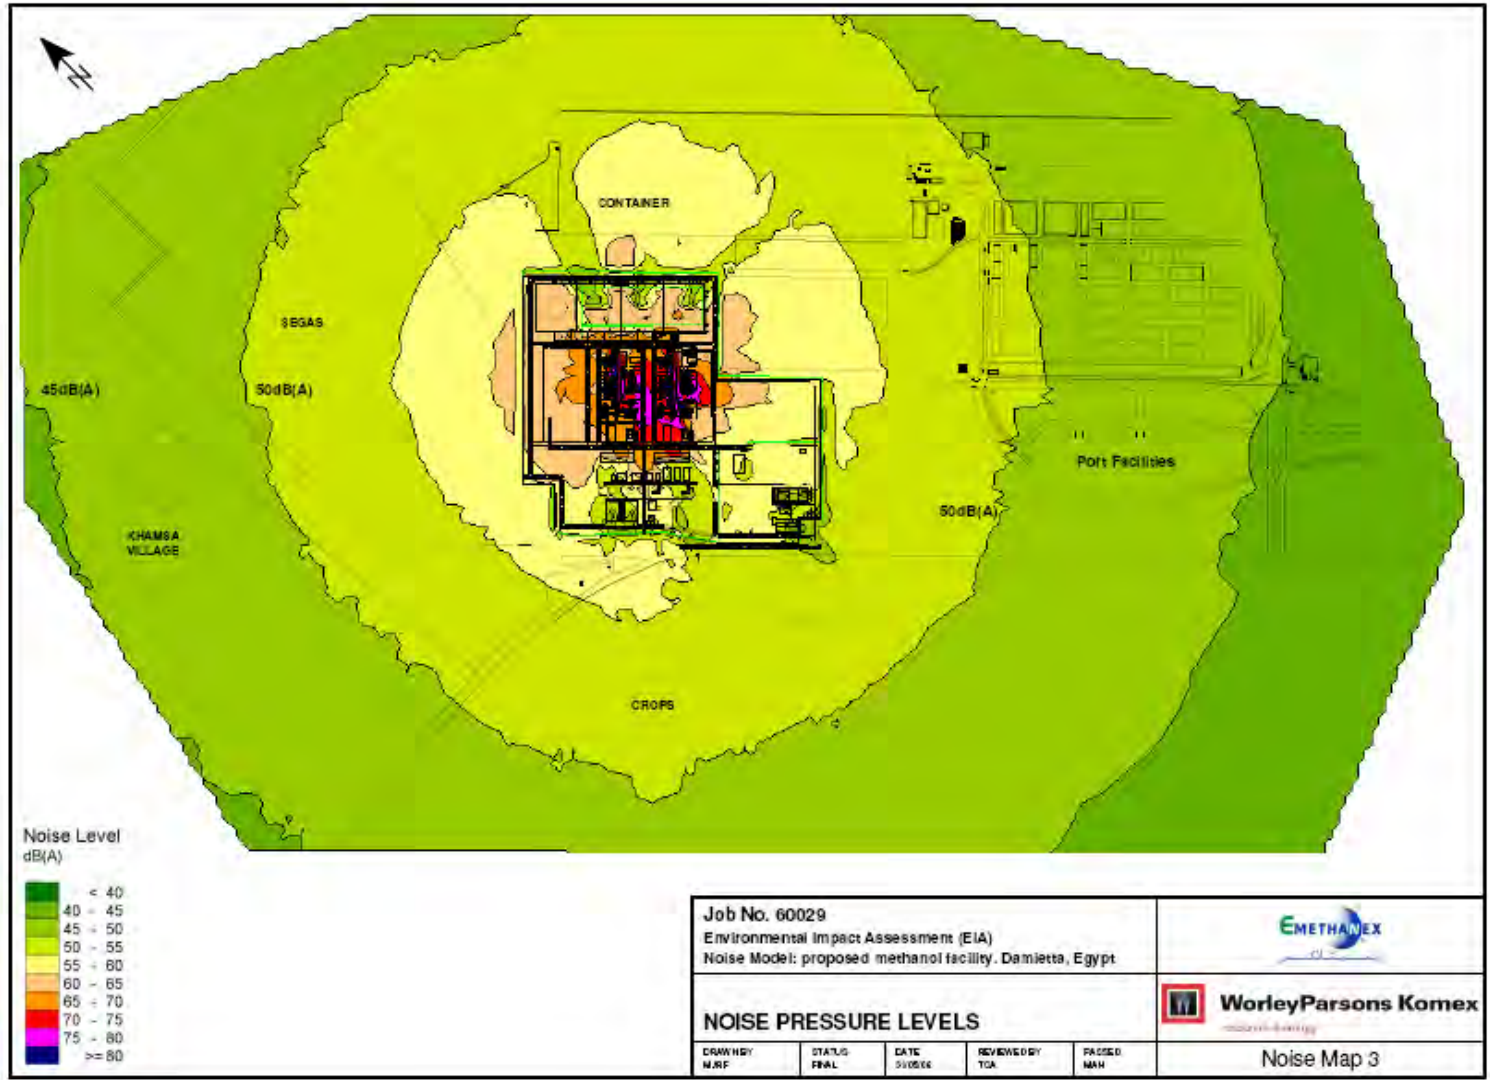 N
CONTAINER
SEGAS
45dB(A)
50dB(A)
Port Facilities
50dB(A)
KHAMSA
VILLAGE
CROPS
Noise Level
dB(A)
< 40
40 - 45
45 - 50
50 - 55
55 - 60
60 - 65
65 - 70
70 - 75
75 - 80
>= 80
Job No. 60029
Environmental Impact Assessment (EIA)
Noise Model: proposed methanol facility. Damietta, Egypt
EMETHANEX
NOISE PRESSURE LEVELS
WorleyParsons Komex
DRAWN BY
STATUS
FINAL
DATE
REVIEWED BY
TCA
PASSED
MAH
Noise Map 3